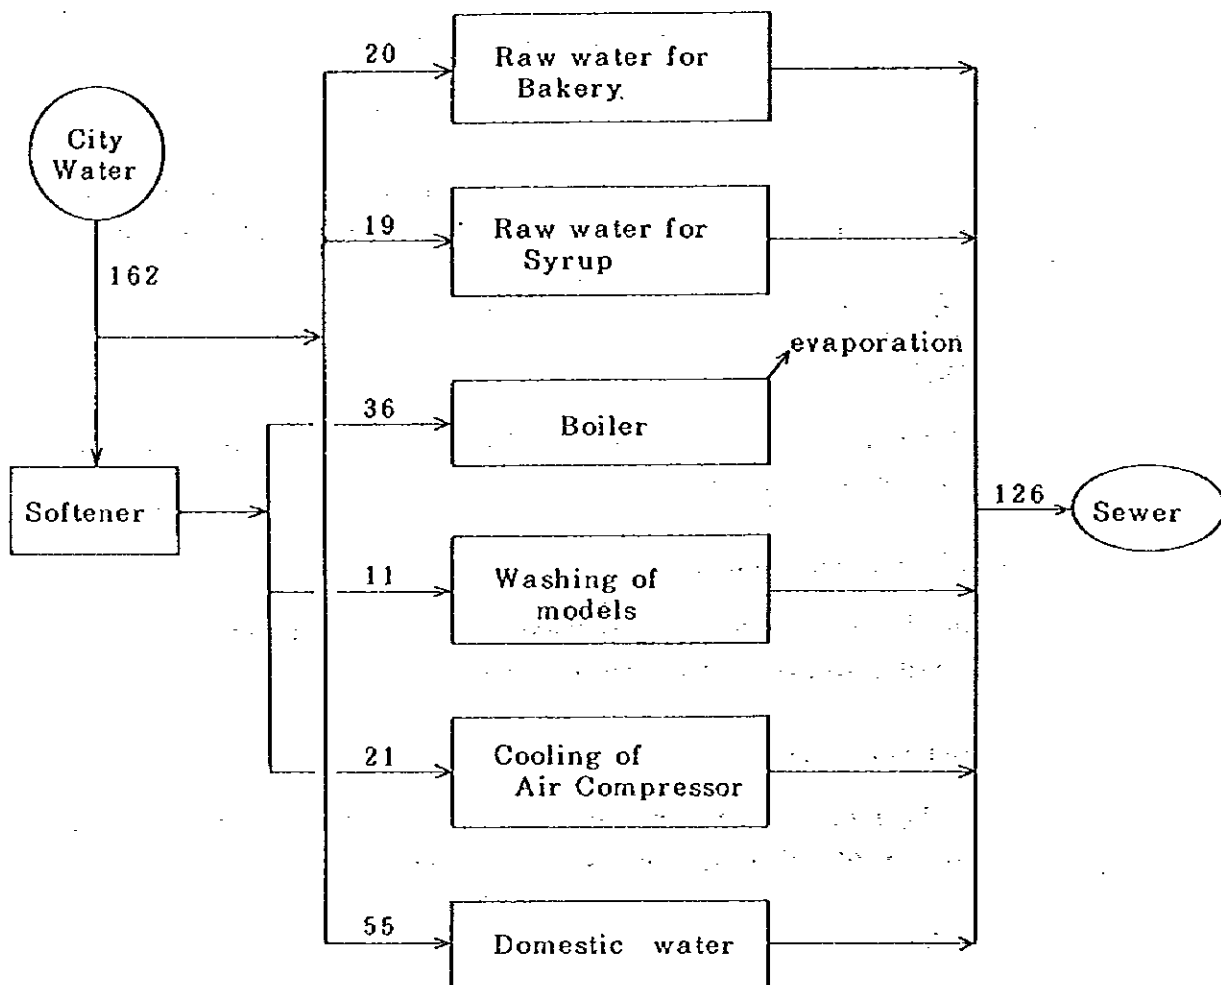 20
Raw water for
Bakery.
City
Water
19
Raw water for
Syrup
162
evaporation
36
Boiler
Softener
126
Sewer
11
Washing of
models
21
Cooling of
Air Compressor
55
Domestic water